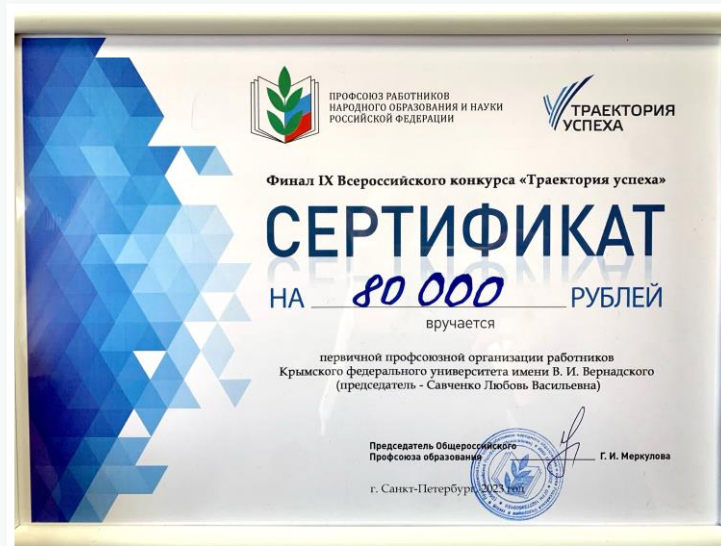 ПРОФСОЮЗ РАБОТНИКОВ
НАРОДНОГО ОБРАЗОВАНИЯ И НАУКИ
РОССИЙСКОЙ ФЕДЕРАЦИИ
ТРАЕКТОРИЯ
УСПЕХА
Финал IX Всероссийского конкурса «Траектория успеха»
СЕРТИФИКАТ
НА 80 000 РУБЛЕЙ
вручается
первичной профсоюзной организации работников
Крымского федерального университета имени В. И. Вернадского
(председатель - Савченко Любовь Васильевна)
Председатель Общероссийского
Профсоюза образования Г. И. Меркулова
г. Санкт-Петербург, 2023 год